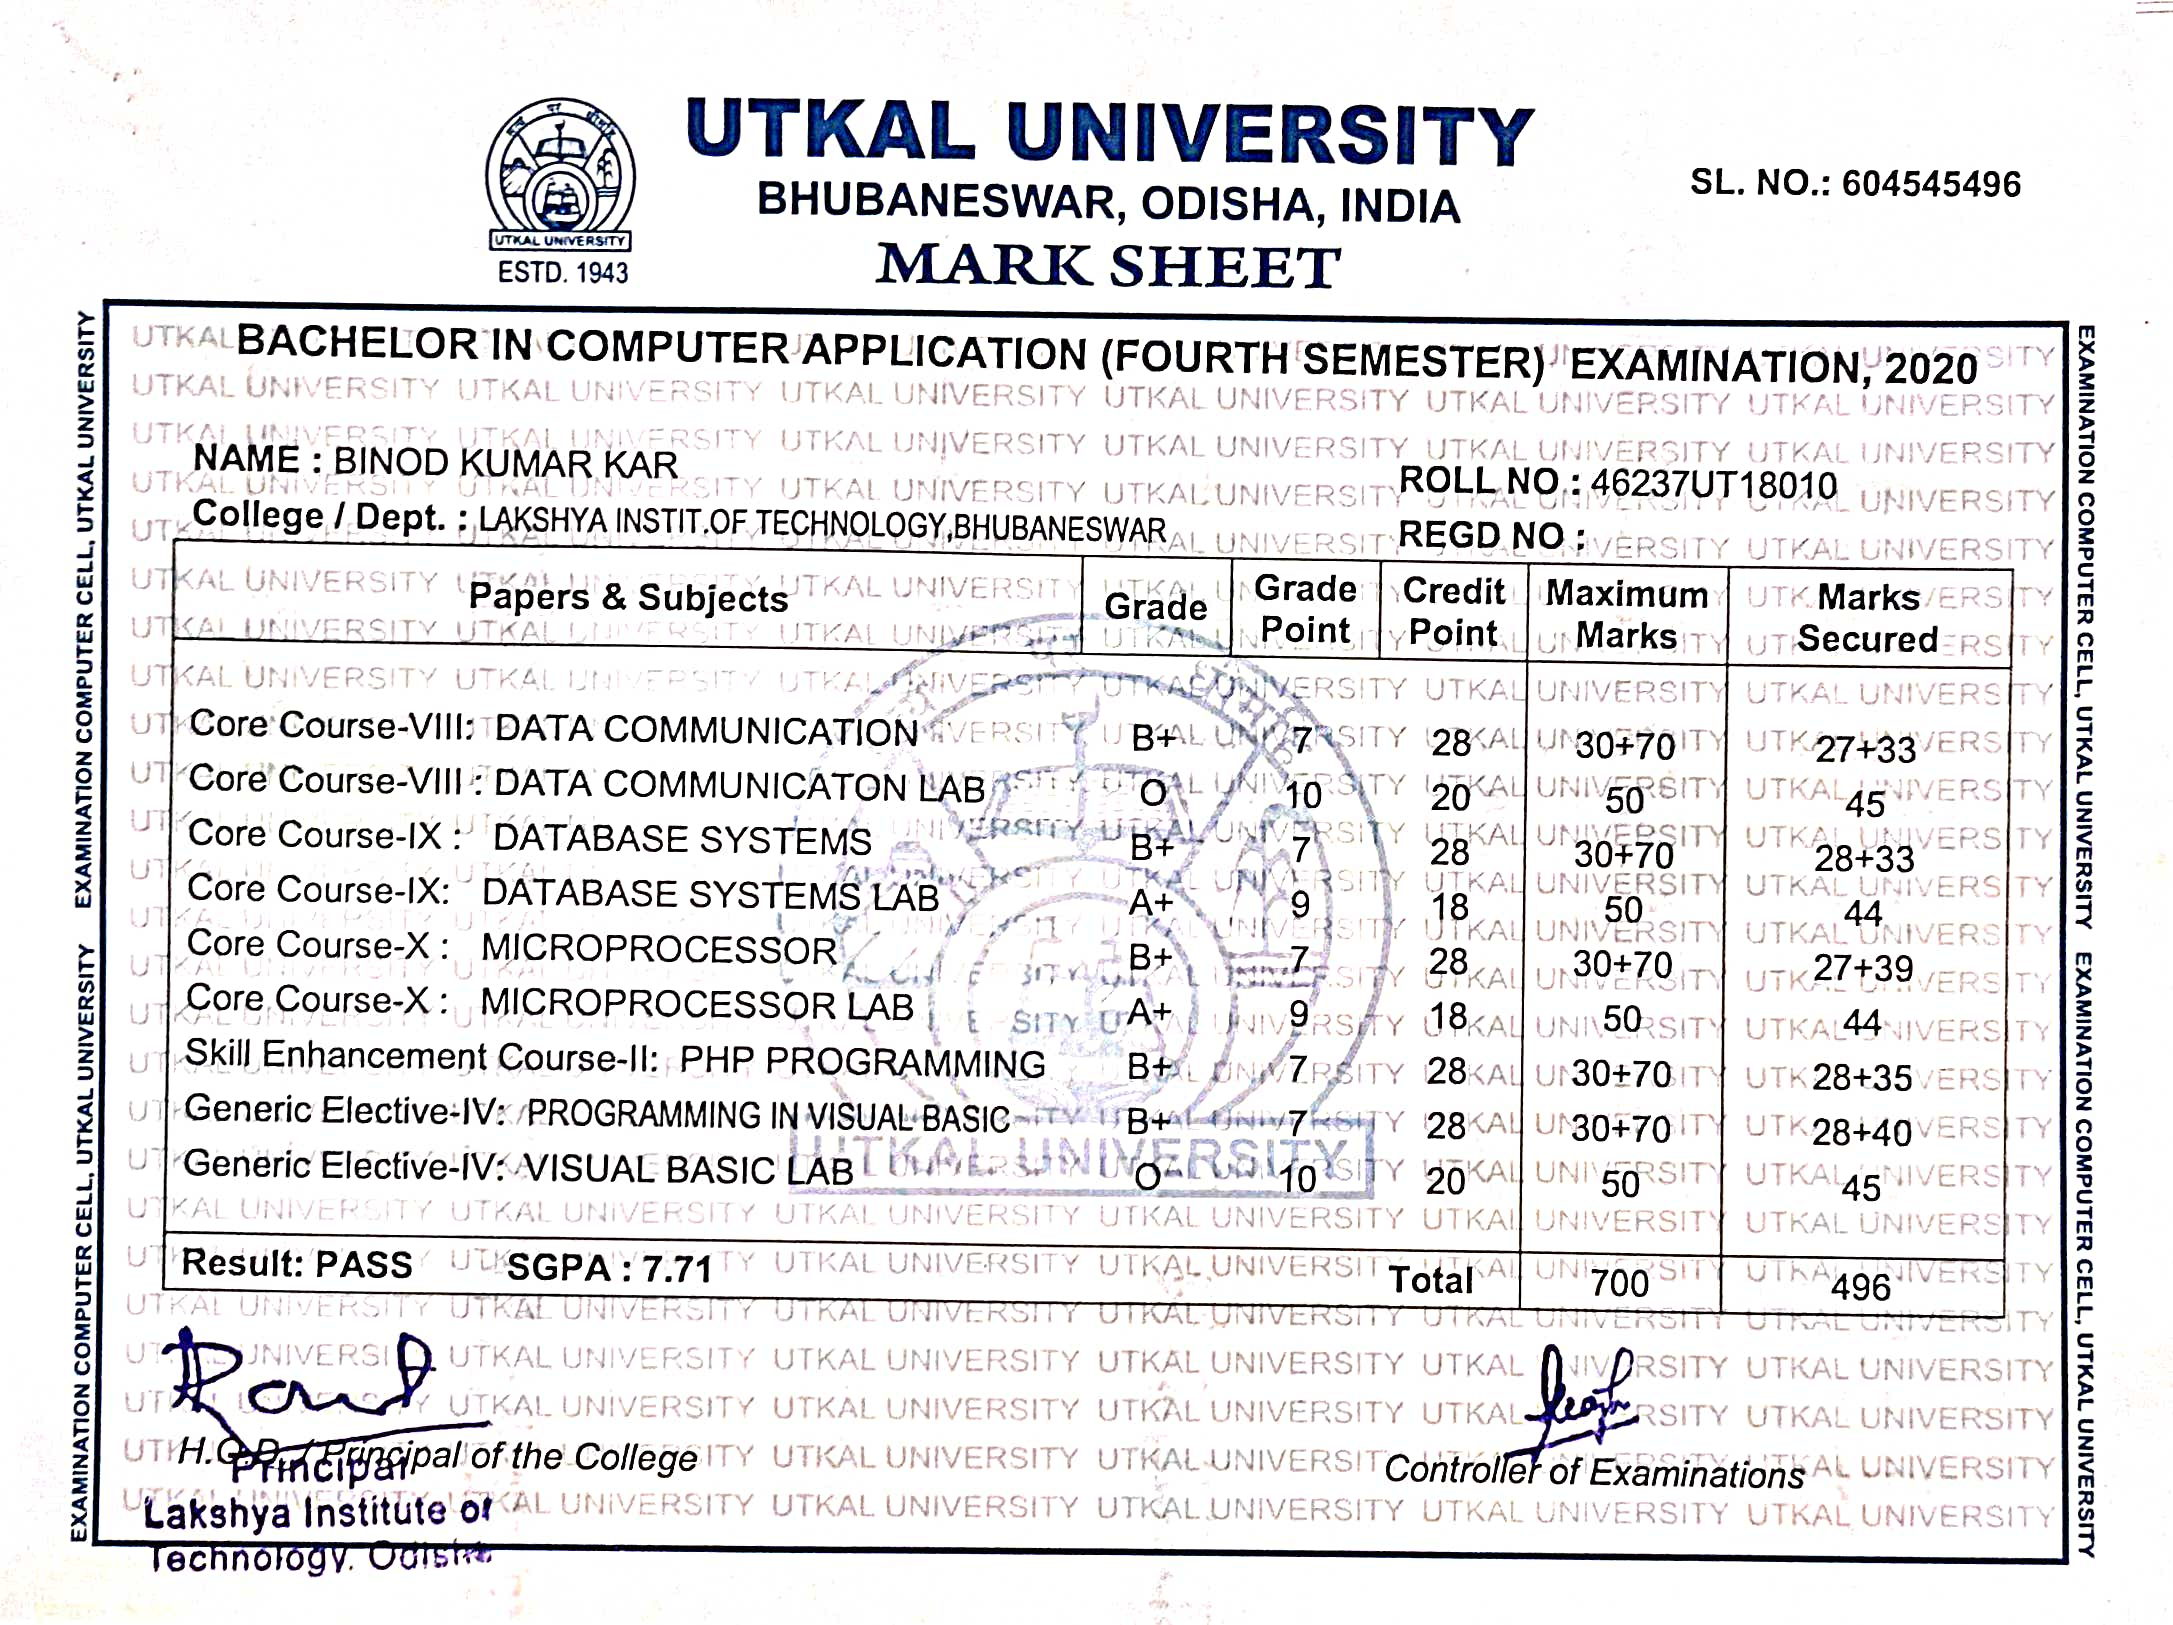 UTKAL UNIVERSITY
BHUBANESWAR, ODISHA, INDIA
MARK SHEET
SL. NO.: 604545496
UTKAL UNIVERSITY
ESTD. 1943
BACHELOR IN COMPUTER APPLICATION (FOURTH SEMESTER) EXAMINATION, 2020
NAME : BINOD KUMAR KAR
ROLL NO : 46237UT18010
College / Dept. : LAKSHYA INSTIT.OF TECHNOLOGY,BHUBANESWAR
REGD NO :
Papers & Subjects Grade Grade Point Credit Point Maximum Marks Marks Secured
Core Course-VIII: DATA COMMUNICATION B+ 7 28 30+70 27+33
Core Course-VIII : DATA COMMUNICATON LAB O 10 20 50 45
Core Course-IX : DATABASE SYSTEMS B+ 7 28 30+70 28+33
Core Course-IX: DATABASE SYSTEMS LAB A+ 9 18 50 44
Core Course-X : MICROPROCESSOR B+ 7 28 30+70 27+39
Core Course-X : MICROPROCESSOR LAB A+ 9 18 50 44
Skill Enhancement Course-II: PHP PROGRAMMING B+ 7 28 30+70 28+35
Generic Elective-IV: PROGRAMMING IN VISUAL BASIC B+ 7 28 30+70 28+40
Generic Elective-IV: VISUAL BASIC LAB O 10 20 50 45
UTKAL UNIVERSITY
Result: PASS SGPA : 7.71 Total 700 496
H.O.D. / Principal of the College
Controller of Examinations
Principal
Lakshya Institute of
Technology. Odisha
EXAMINATION COMPUTER CELL, UTKAL UNIVERSITY EXAMINATION COMPUTER CELL, UTKAL UNIVERSITY
EXAMINATION COMPUTER CELL, UTKAL UNIVERSITY EXAMINATION COMPUTER CELL, UTKAL UNIVERSITY